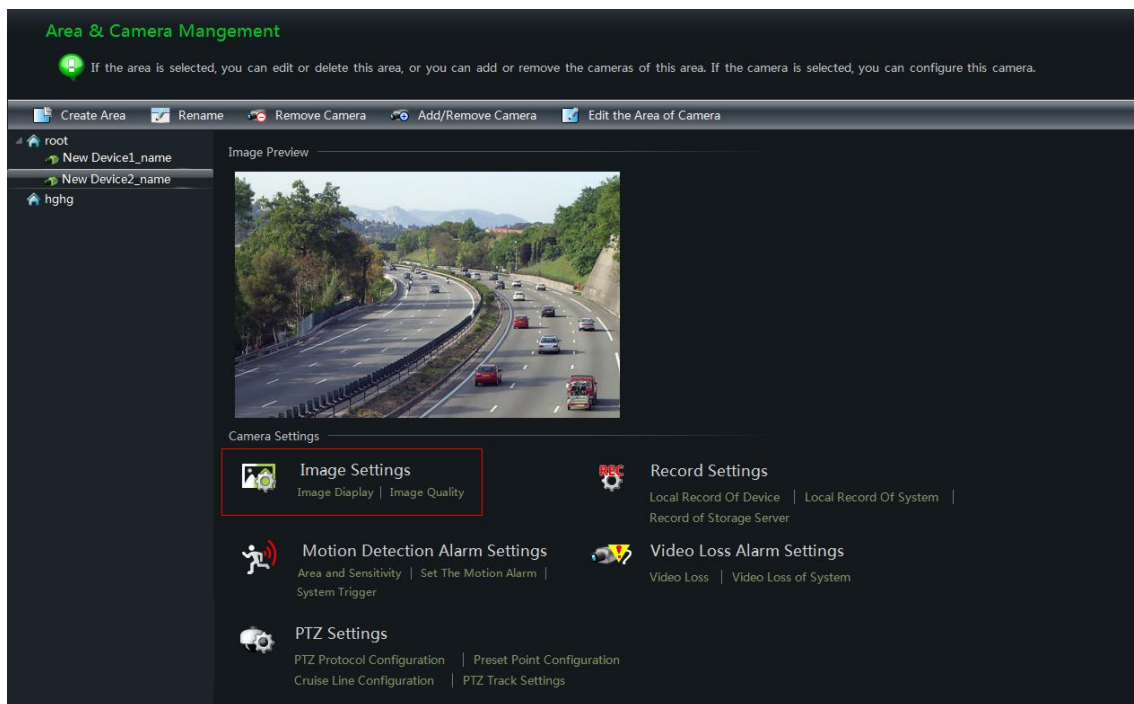 Area & Camera Mangement
If the area is selected, you can edit or delete this area, or you can add or remove the cameras of this area. If the camera is selected, you can configure this camera.
Create Area Rename Remove Camera Add/Remove Camera Edit the Area of Camera
root
New Device1_name
New Device2_name
hghg
Image Preview
Camera Settings
Image Settings
Image Diaplay | Image Quality
REC
Record Settings
Local Record Of Device | Local Record Of System |
Record of Storage Server
Motion Detection Alarm Settings
Area and Sensitivity | Set The Motion Alarm |
System Trigger
Video Loss Alarm Settings
Video Loss | Video Loss of System
PTZ Settings
PTZ Protocol Configuration | Preset Point Configuration
Cruise Line Configuration | PTZ Track Settings